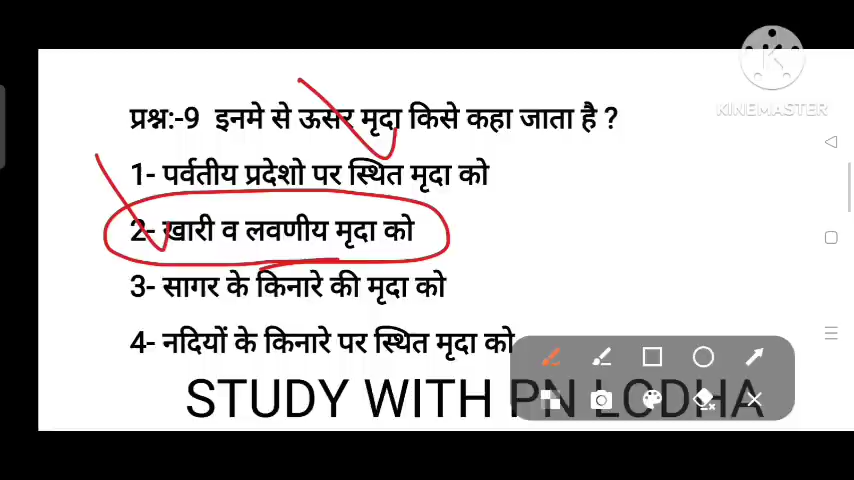 KINEMASTER
प्रश्न:-9 इनमे से ऊसर मृदा किसे कहा जाता है ?
1- पर्वतीय प्रदेशो पर स्थित मृदा को
2- खारी व लवणीय मृदा को
3- सागर के किनारे की मृदा को
4- नदियों के किनारे पर स्थित मृदा को
STUDY WITH PN LODHA